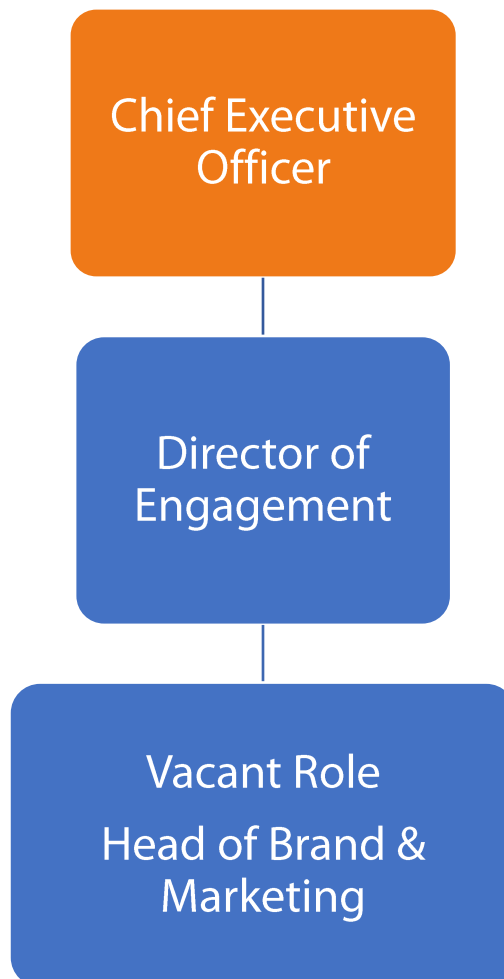 Chief Executive
Officer
Director of
Engagement
Vacant Role
Head of Brand &
Marketing